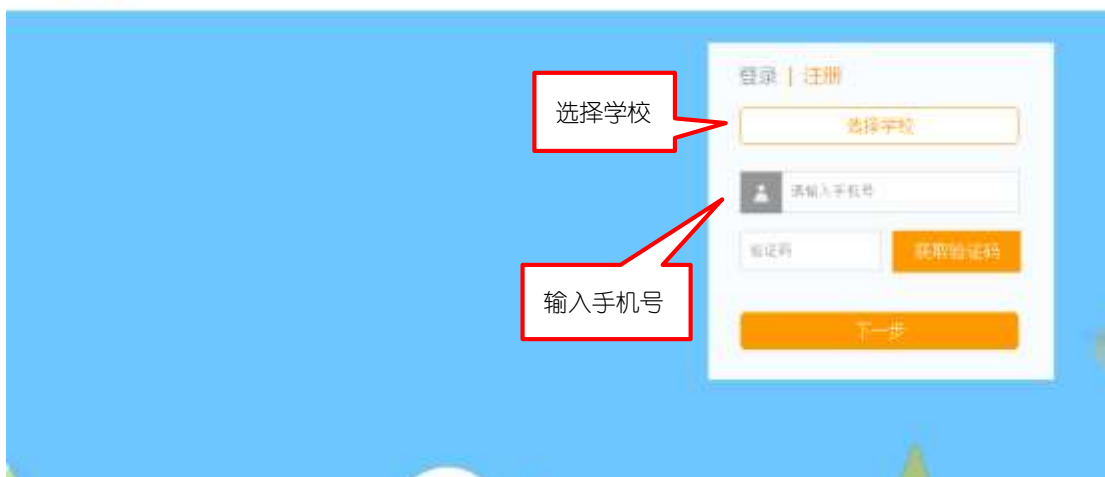 登录 | 注册
选择学校
选择学校
请输入手机号
验证码
获取验证码
输入手机号
下一步